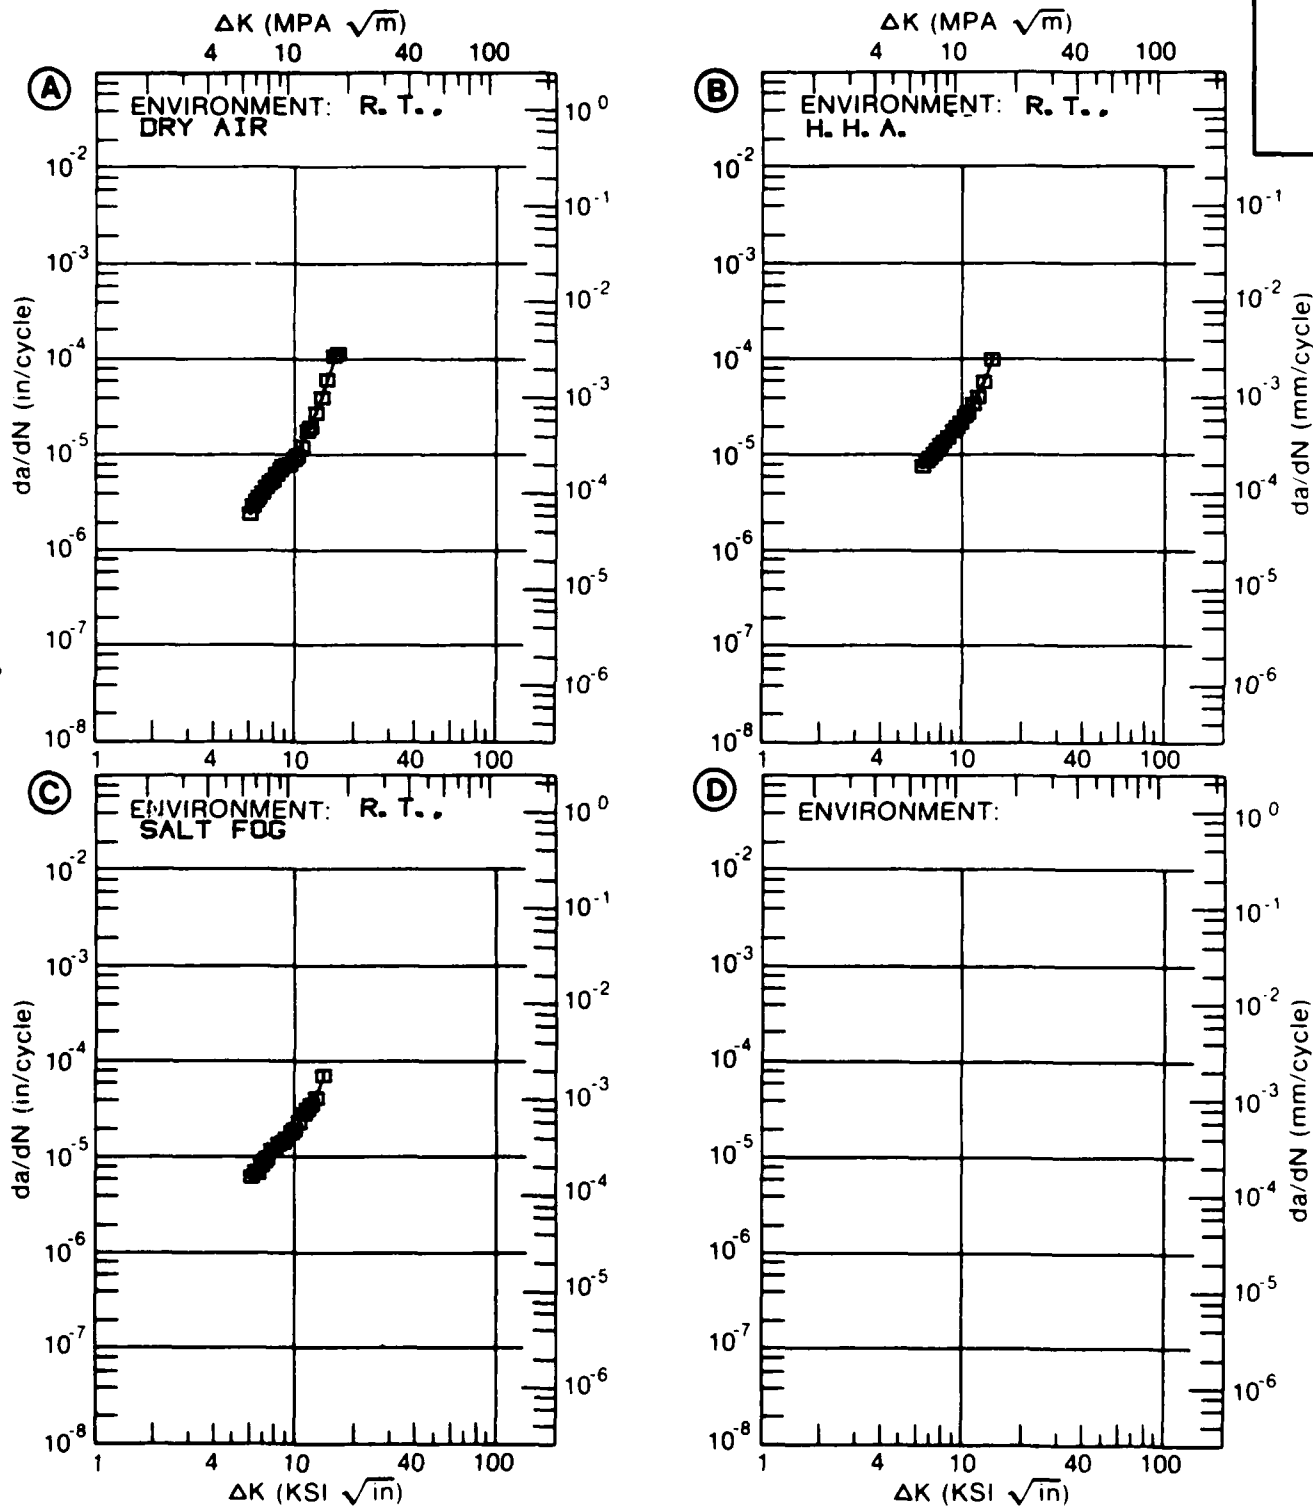 ΔK (MPA √m)
4 10 40 100
A
ENVIRONMENT: R. T.,
DRY AIR
da/dN (in/cycle)
10^-2
10^-3
10^-4
10^-5
10^-6
10^-7
10^-8
10^0
10^-1
10^-2
10^-3
10^-4
10^-5
10^-6
1 4 10 40 100
ΔK (MPA √m)
4 10 40 100
B
ENVIRONMENT: R. T.,
H. H. A.
10^-2
10^-3
10^-4
10^-5
10^-6
10^-7
10^-8
10^-1
10^-2
10^-3
10^-4
10^-5
10^-6
da/dN (mm/cycle)
1 4 10 40 100
C
ENVIRONMENT: R. T.,
SALT FOG
da/dN (in/cycle)
10^-2
10^-3
10^-4
10^-5
10^-6
10^-7
10^-8
10^0
10^-1
10^-2
10^-3
10^-4
10^-5
10^-6
1 4 10 40 100
ΔK (KSI √in)
D
ENVIRONMENT:
10^-2
10^-3
10^-4
10^-5
10^-6
10^-7
10^-8
10^0
10^-1
10^-2
10^-3
10^-4
10^-5
10^-6
da/dN (mm/cycle)
1 4 10 40 100
ΔK (KSI √in)